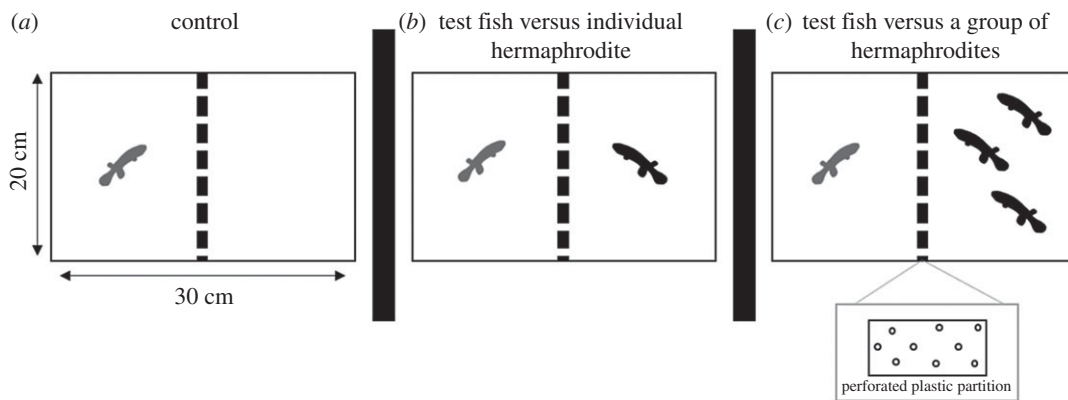 (a) control
(b) test fish versus individual
hermaphrodite
(c) test fish versus a group of
hermaphrodites
20 cm
30 cm
perforated plastic partition